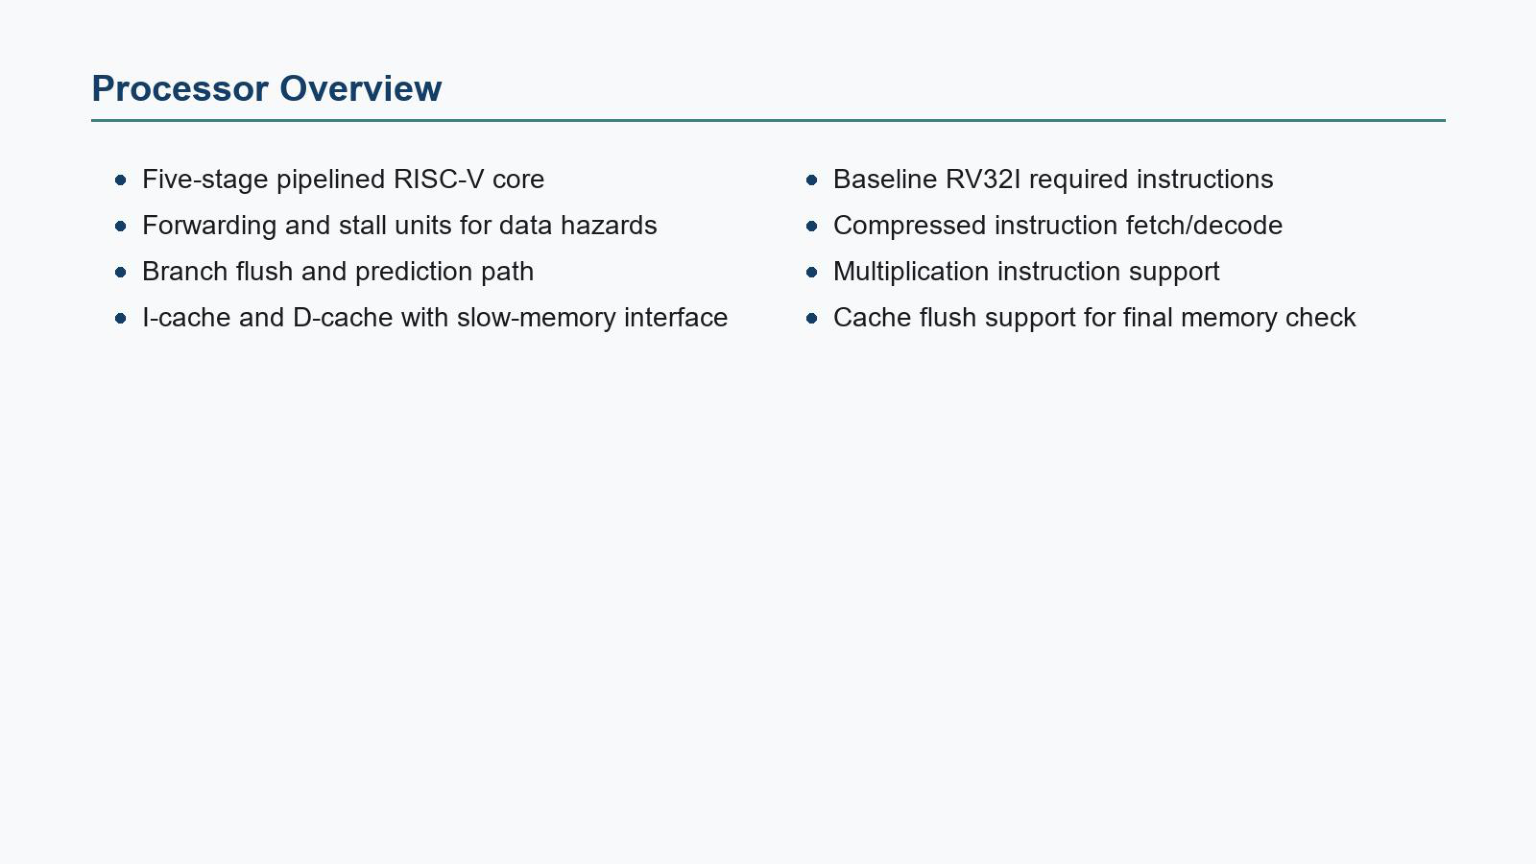 Processor Overview
Five-stage pipelined RISC-V core
Forwarding and stall units for data hazards
Branch flush and prediction path
I-cache and D-cache with slow-memory interface
Baseline RV32I required instructions
Compressed instruction fetch/decode
Multiplication instruction support
Cache flush support for final memory check